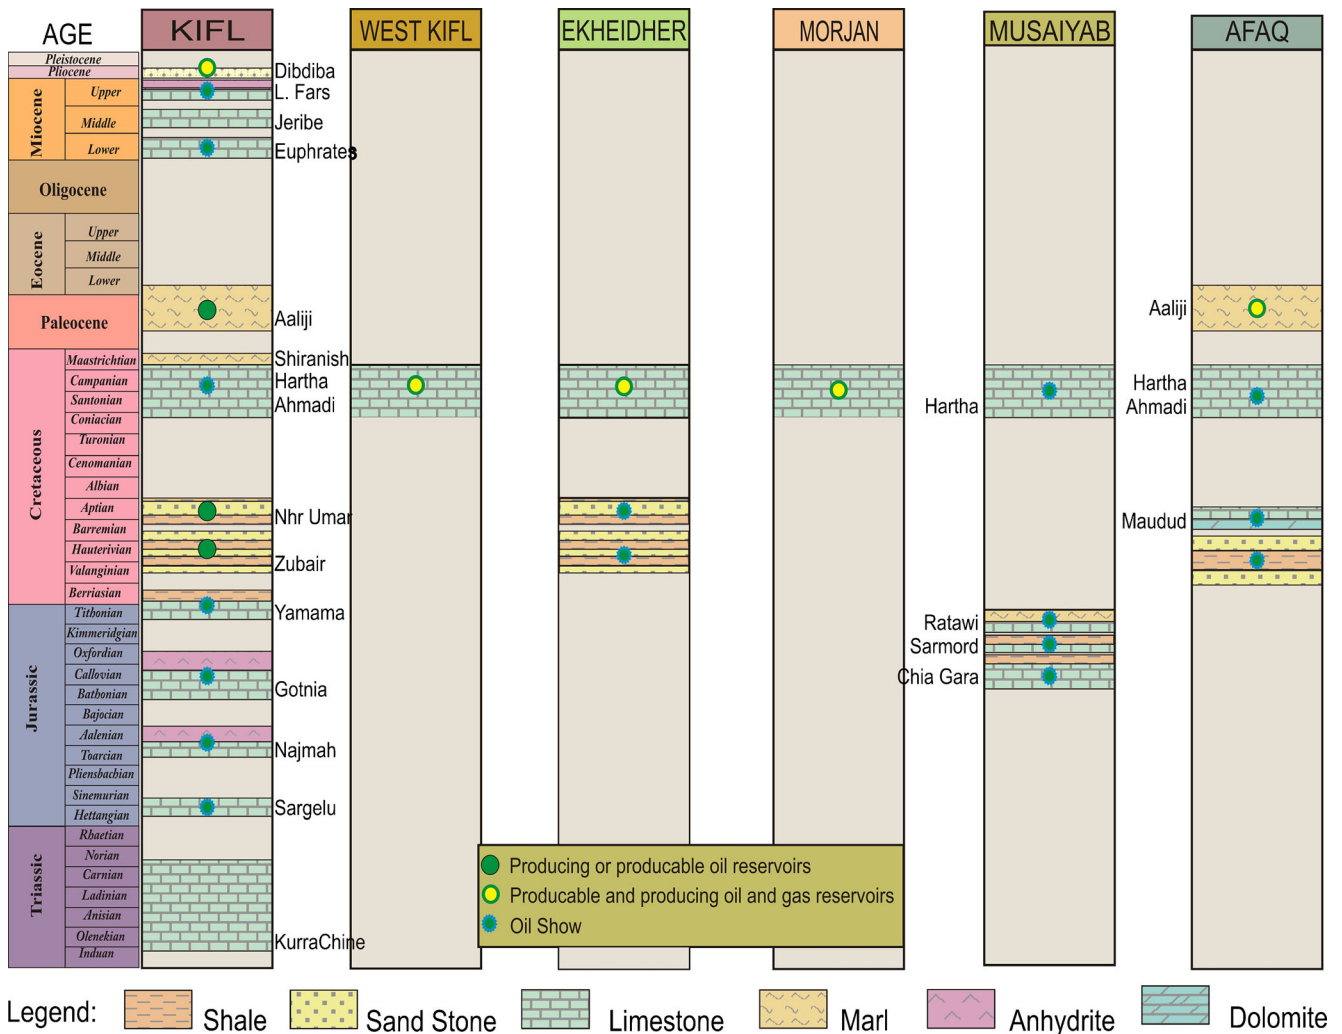 AGE
KIFL
WEST KIFL
EKHEIDHER
MORJAN
MUSAIYAB
AFAQ
Pleistocene
Pliocene
Miocene
Upper
Middle
Lower
Oligocene
Eocene
Upper
Middle
Lower
Paleocene
Cretaceous
Maastrichtian
Campanian
Santonian
Coniacian
Turonian
Cenomanian
Albian
Aptian
Barremian
Hauterivian
Valanginian
Berriasian
Jurassic
Tithonian
Kimmeridgian
Oxfordian
Callovian
Bathonian
Bajocian
Aalenian
Toarcian
Pliensbachian
Sinemurian
Hettangian
Triassic
Rhaetian
Norian
Carnian
Ladinian
Anisian
Olenekian
Induan
Dibdiba
L. Fars
Jeribe
Euphrates
Aaliji
Shiranish
Hartha
Ahmadi
Nhr Umar
Zubair
Yamama
Gotnia
Najmah
Sargelu
KurraChine
Hartha
Ratawi
Sarmord
Chia Gara
Aaliji
Hartha
Ahmadi
Maudud
Producing or producable oil reservoirs
Producable and producing oil and gas reservoirs
Oil Show
Legend:
Shale
Sand Stone
Limestone
Marl
Anhydrite
Dolomite